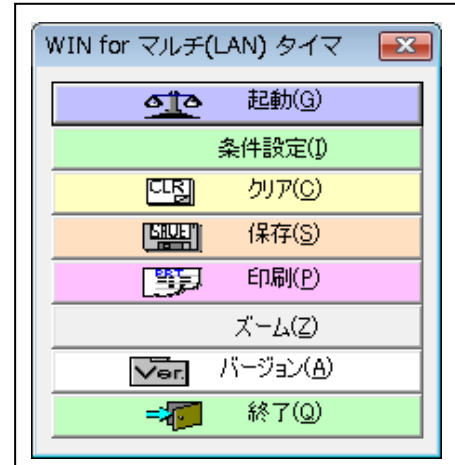 WIN for マルチ(LAN) タイマ
起動(G)
条件設定(I)
CLR クリア(C)
SAVE 保存(S)
PRT 印刷(P)
ズーム(Z)
Ver. バージョン(A)
終了(Q)